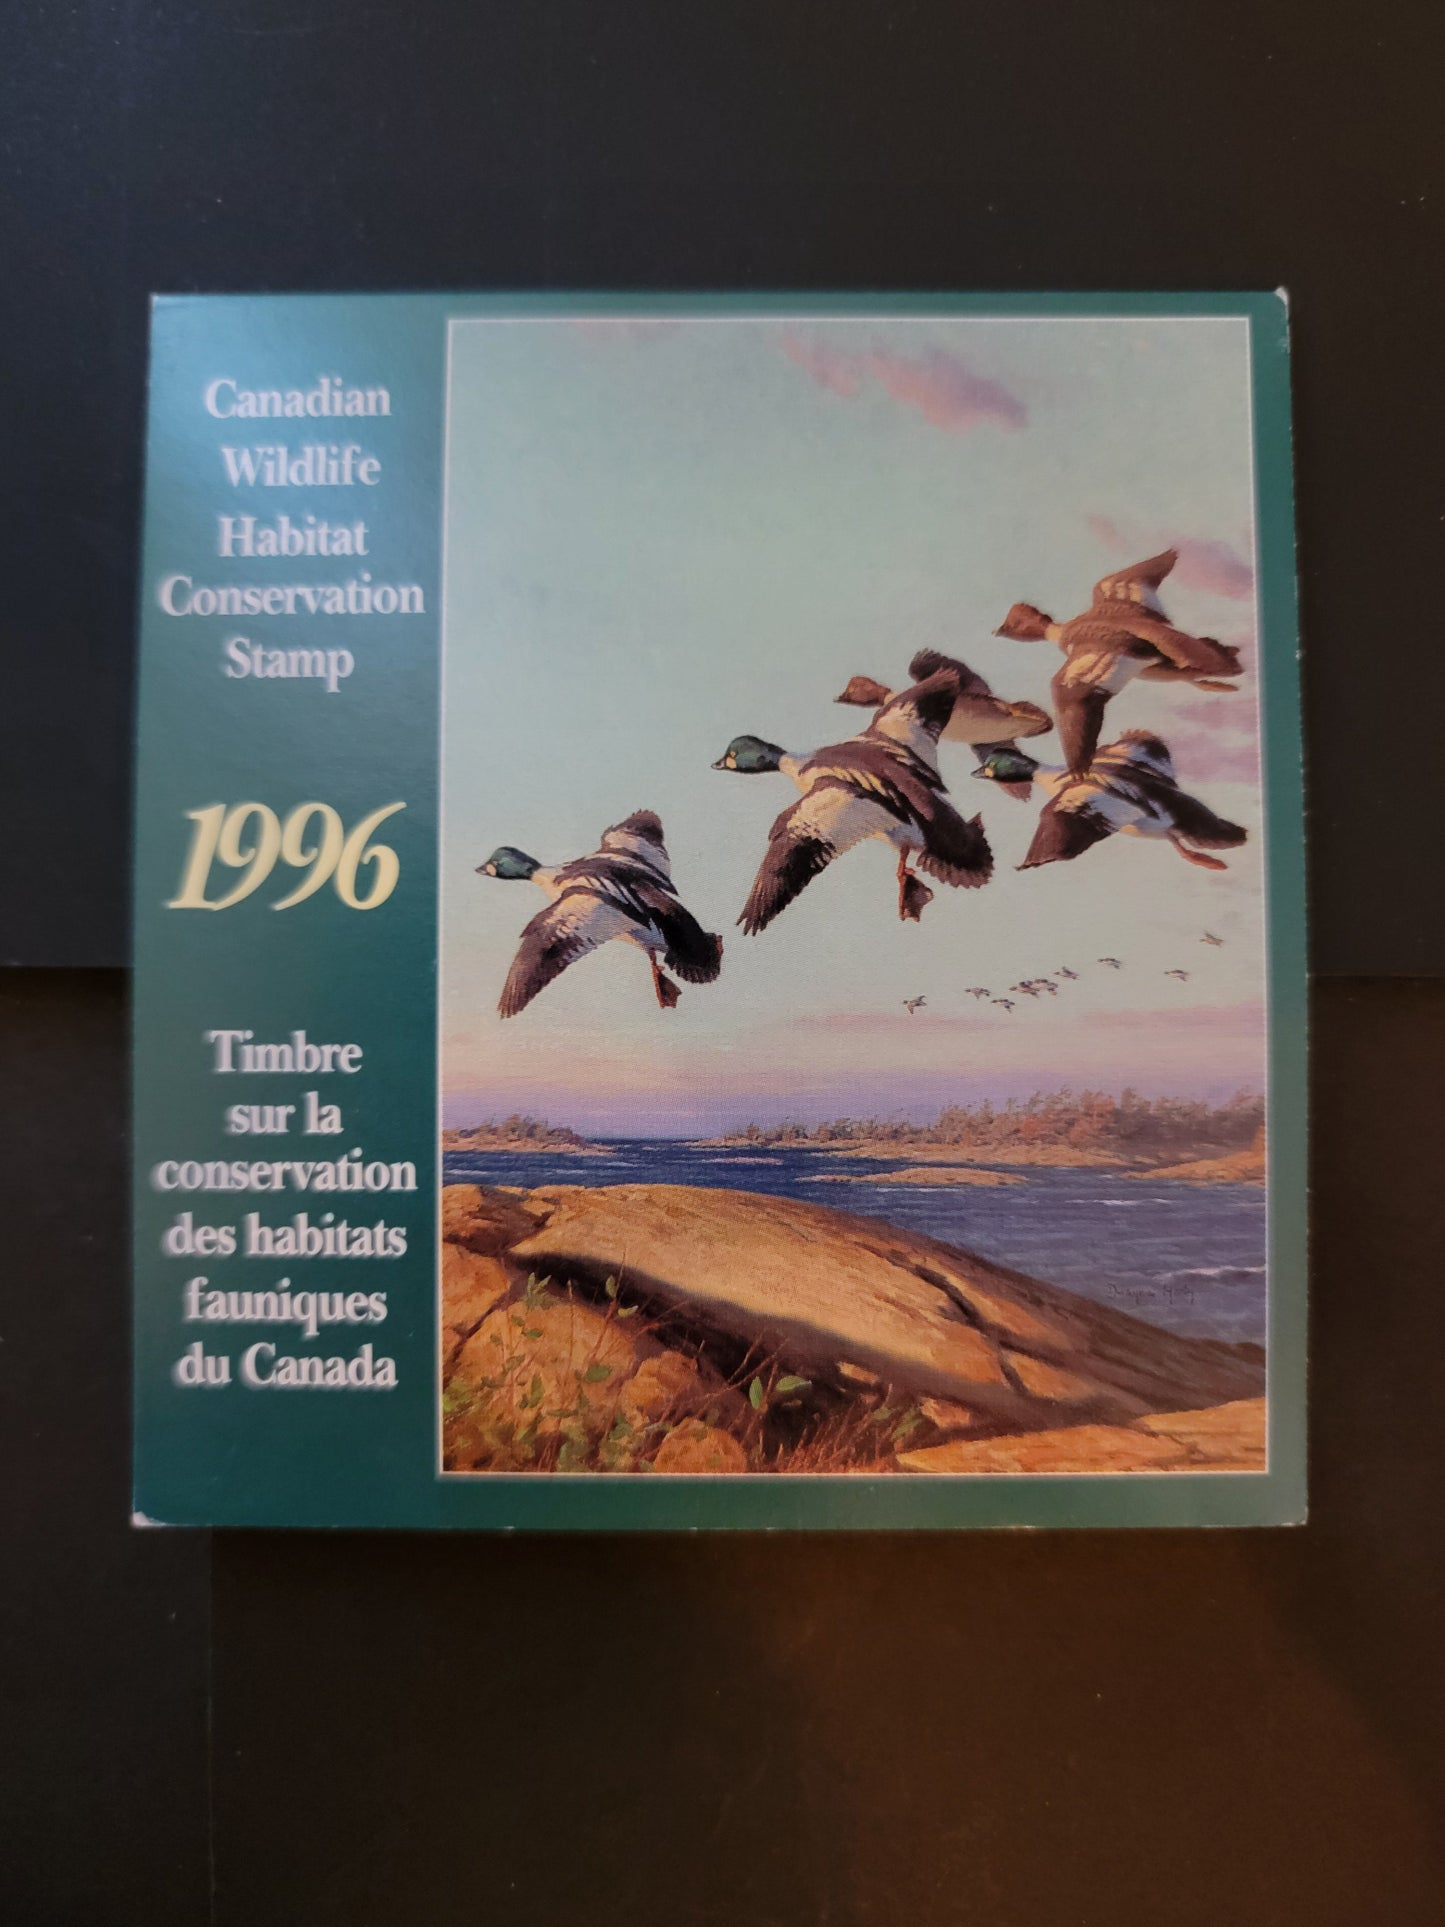 Canadian
Wildlife
Habitat
Conservation
Stamp
1996
Timbre
sur la
conservation
des habitats
fauniques
du Canada